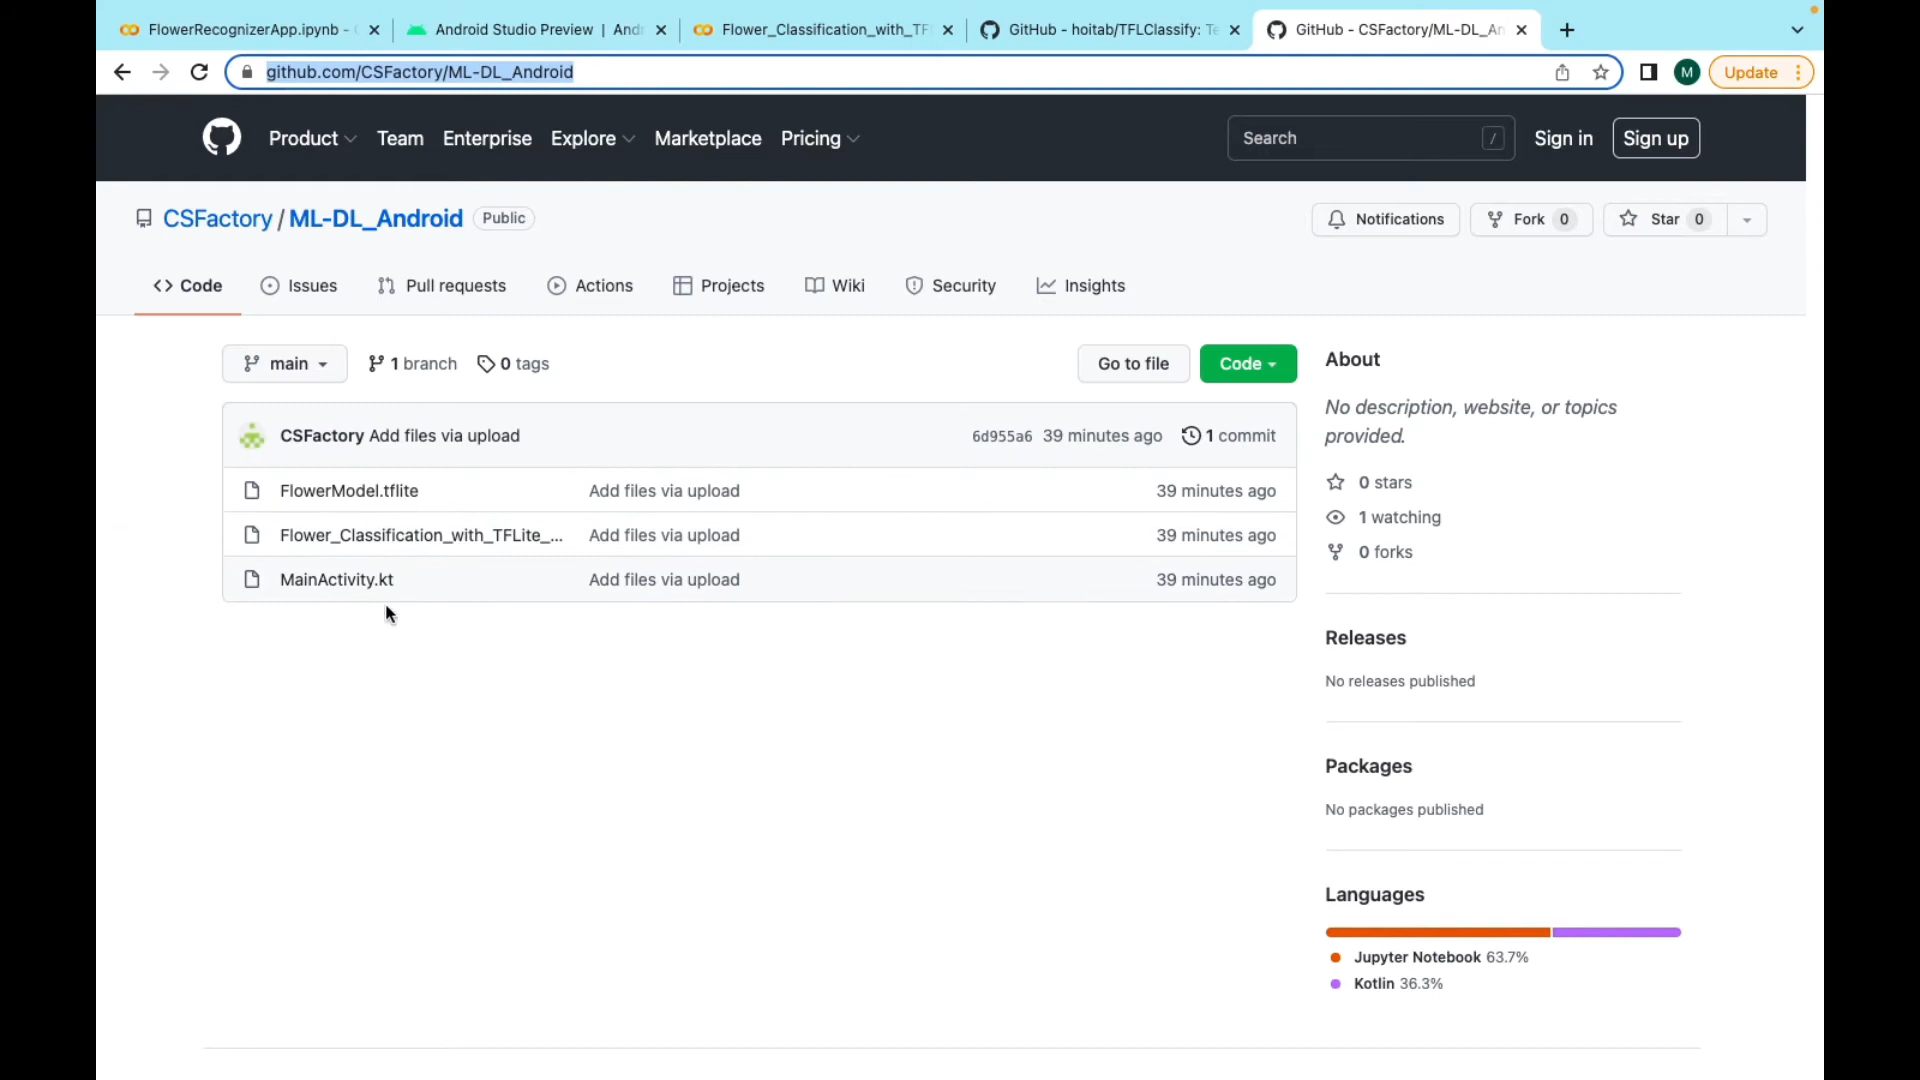 FlowerRecognizerApp.ipynb -
Android Studio Preview | And
Flower_Classification_with_TF
GitHub - hoitab/TFLClassify: Te
GitHub - CSFactory/ML-DL_An
github.com/CSFactory/ML-DL_Android
M
Update
Product
Team
Enterprise
Explore
Marketplace
Pricing
Search
/
Sign in
Sign up
CSFactory / ML-DL_Android
Public
Notifications
Fork 0
Star 0
<> Code
Issues
Pull requests
Actions
Projects
Wiki
Security
Insights
main
1 branch
0 tags
Go to file
Code
CSFactory Add files via upload
6d955a6 39 minutes ago
1 commit
FlowerModel.tflite Add files via upload 39 minutes ago
Flower_Classification_with_TFLite_... Add files via upload 39 minutes ago
MainActivity.kt Add files via upload 39 minutes ago
About
No description, website, or topics
provided.
0 stars
1 watching
0 forks
Releases
No releases published
Packages
No packages published
Languages
Jupyter Notebook 63.7%
Kotlin 36.3%